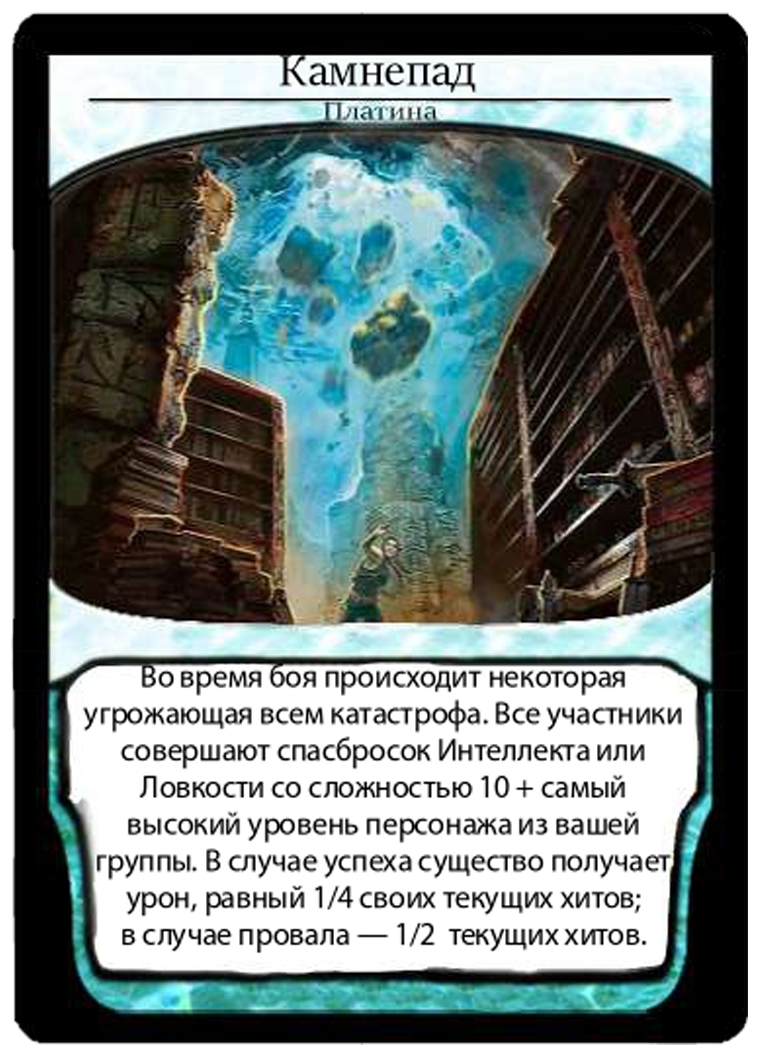 Камнепад
Платина
Во время боя происходит некоторая
угрожающая всем катастрофа. Все участники
совершают спасбросок Интеллекта или
Ловкости со сложностью 10 + самый
высокий уровень персонажа из вашей
группы. В случае успеха существо получает
урон, равный 1/4 своих текущих хитов;
в случае провала — 1/2 текущих хитов.